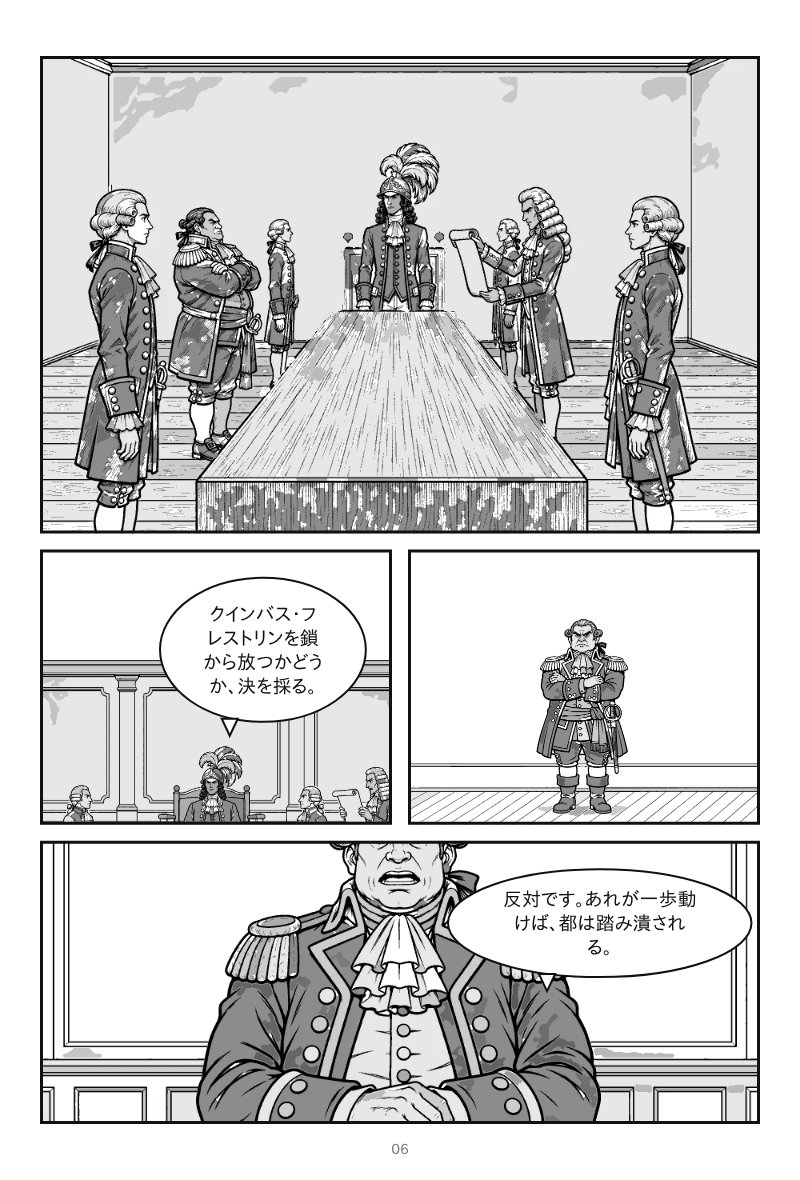 クインバス・フ
レストリンを鎖
から放つかどう
か、決を採る。
反対です。あれが一歩動
けば、都は踏み潰され
る。
06